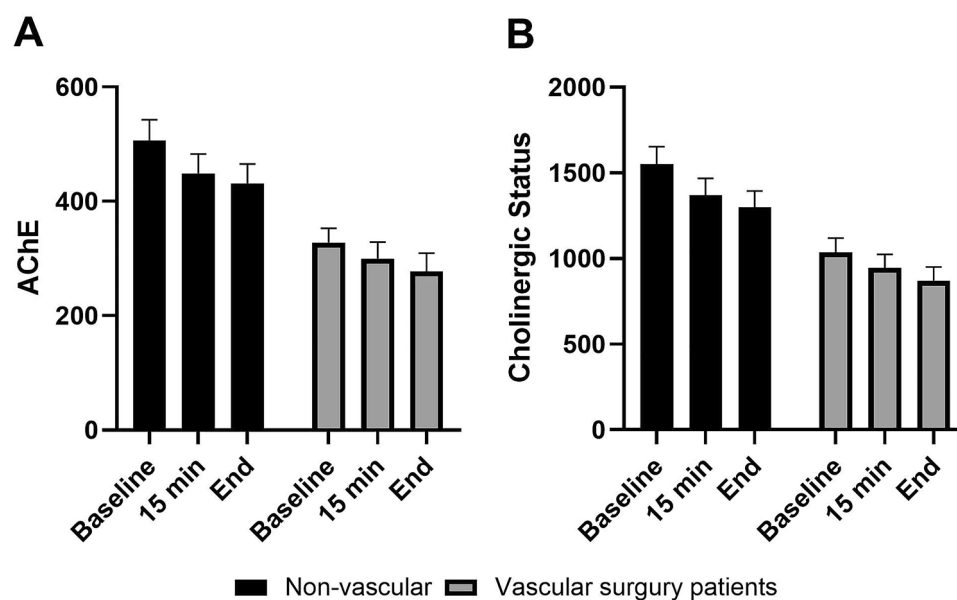 A
600
400
200
0
AChE
Baseline
15 min
End
Baseline
15 min
End
B
2000
1500
1000
500
0
Cholinergic Status
Baseline
15 min
End
Baseline
15 min
End
Non-vascular
Vascular surgury patients